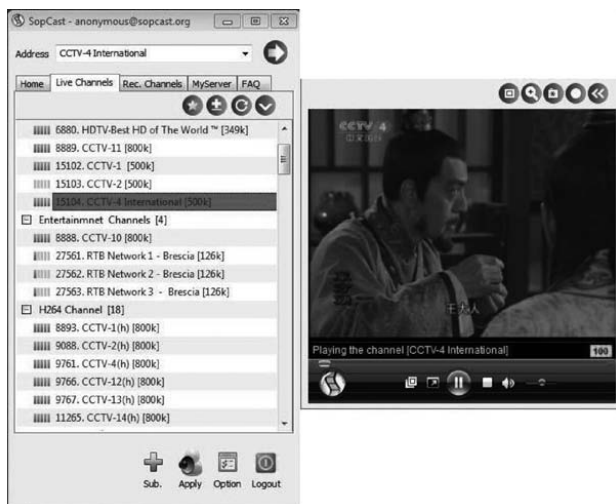 SopCast - anonymous@sopcast.org
Address CCTV-4 International
Home Live Channels Rec. Channels MyServer FAQ
6880. HDTV-Best HD of The World ™ [349k]
8889. CCTV-11 [800k]
15102. CCTV-1 [500k]
15103. CCTV-2 [500k]
15104. CCTV-4 International [500k]
Entertainmnet Channels [4]
8888. CCTV-10 [800k]
27561. RTB Network 1 - Brescia [126k]
27562. RTB Network 2 - Brescia [126k]
27563. RTB Network 3 - Brescia [126k]
H264 Channel [18]
8893. CCTV-1(h) [800k]
9088. CCTV-2(h) [800k]
9761. CCTV-4(h) [800k]
9766. CCTV-12(h) [800k]
9767. CCTV-13(h) [800k]
11265. CCTV-14(h) [800k]
Sub. Apply Option Logout
CCTV 4
王大人
Playing the channel [CCTV-4 International] 100